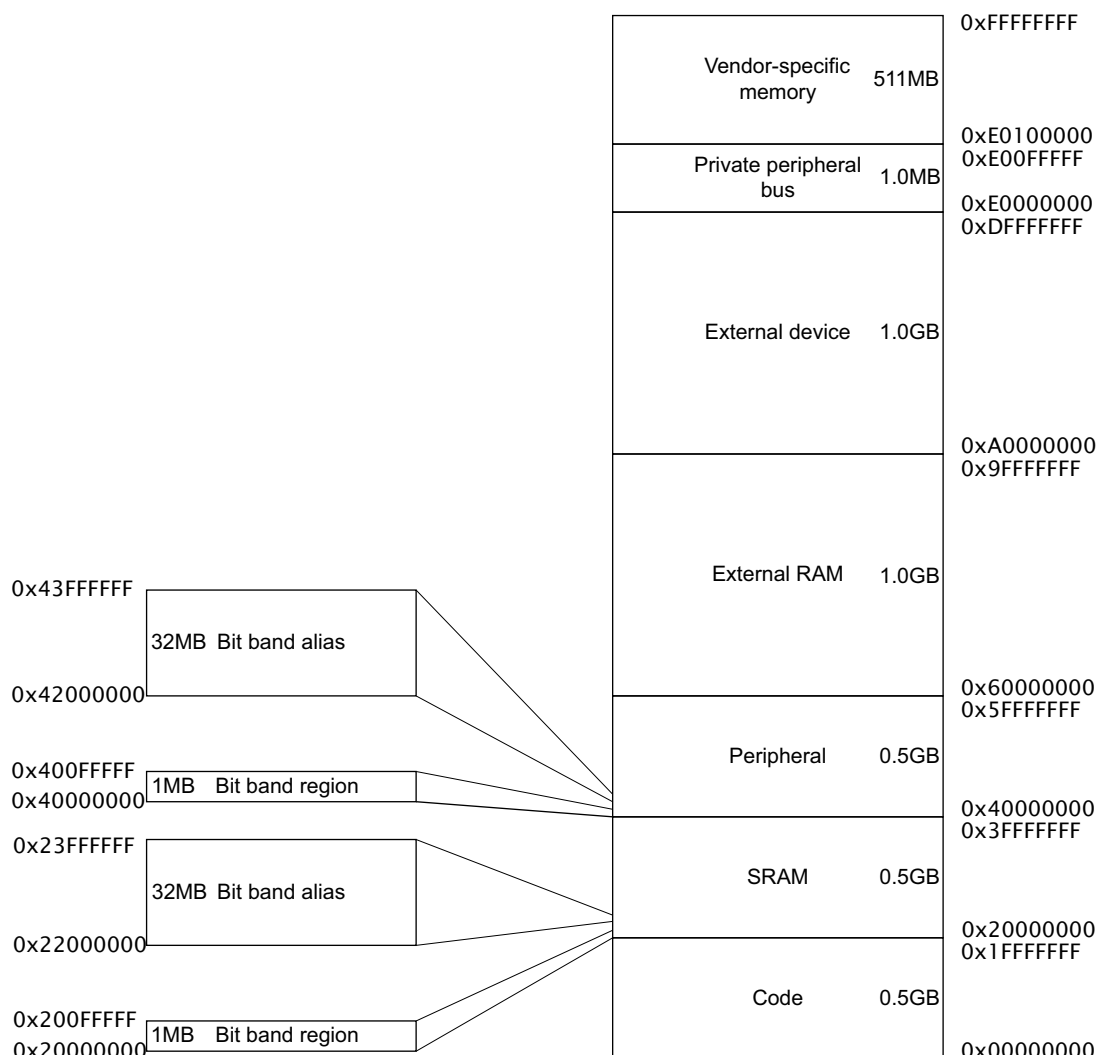 0xFFFFFFFF
Vendor-specific
memory
511MB
0xE0100000
0xE00FFFFF
Private peripheral
bus
1.0MB
0xE0000000
0xDFFFFFFF
External device 1.0GB
0xA0000000
0x9FFFFFFF
External RAM 1.0GB
0x43FFFFFF
32MB Bit band alias
0x42000000
0x60000000
0x5FFFFFFF
Peripheral 0.5GB
0x400FFFFF
1MB Bit band region
0x40000000
0x40000000
0x3FFFFFFF
0x23FFFFFF
32MB Bit band alias
0x22000000
SRAM 0.5GB
0x20000000
0x1FFFFFFF
Code 0.5GB
0x200FFFFF
1MB Bit band region
0x20000000
0x00000000